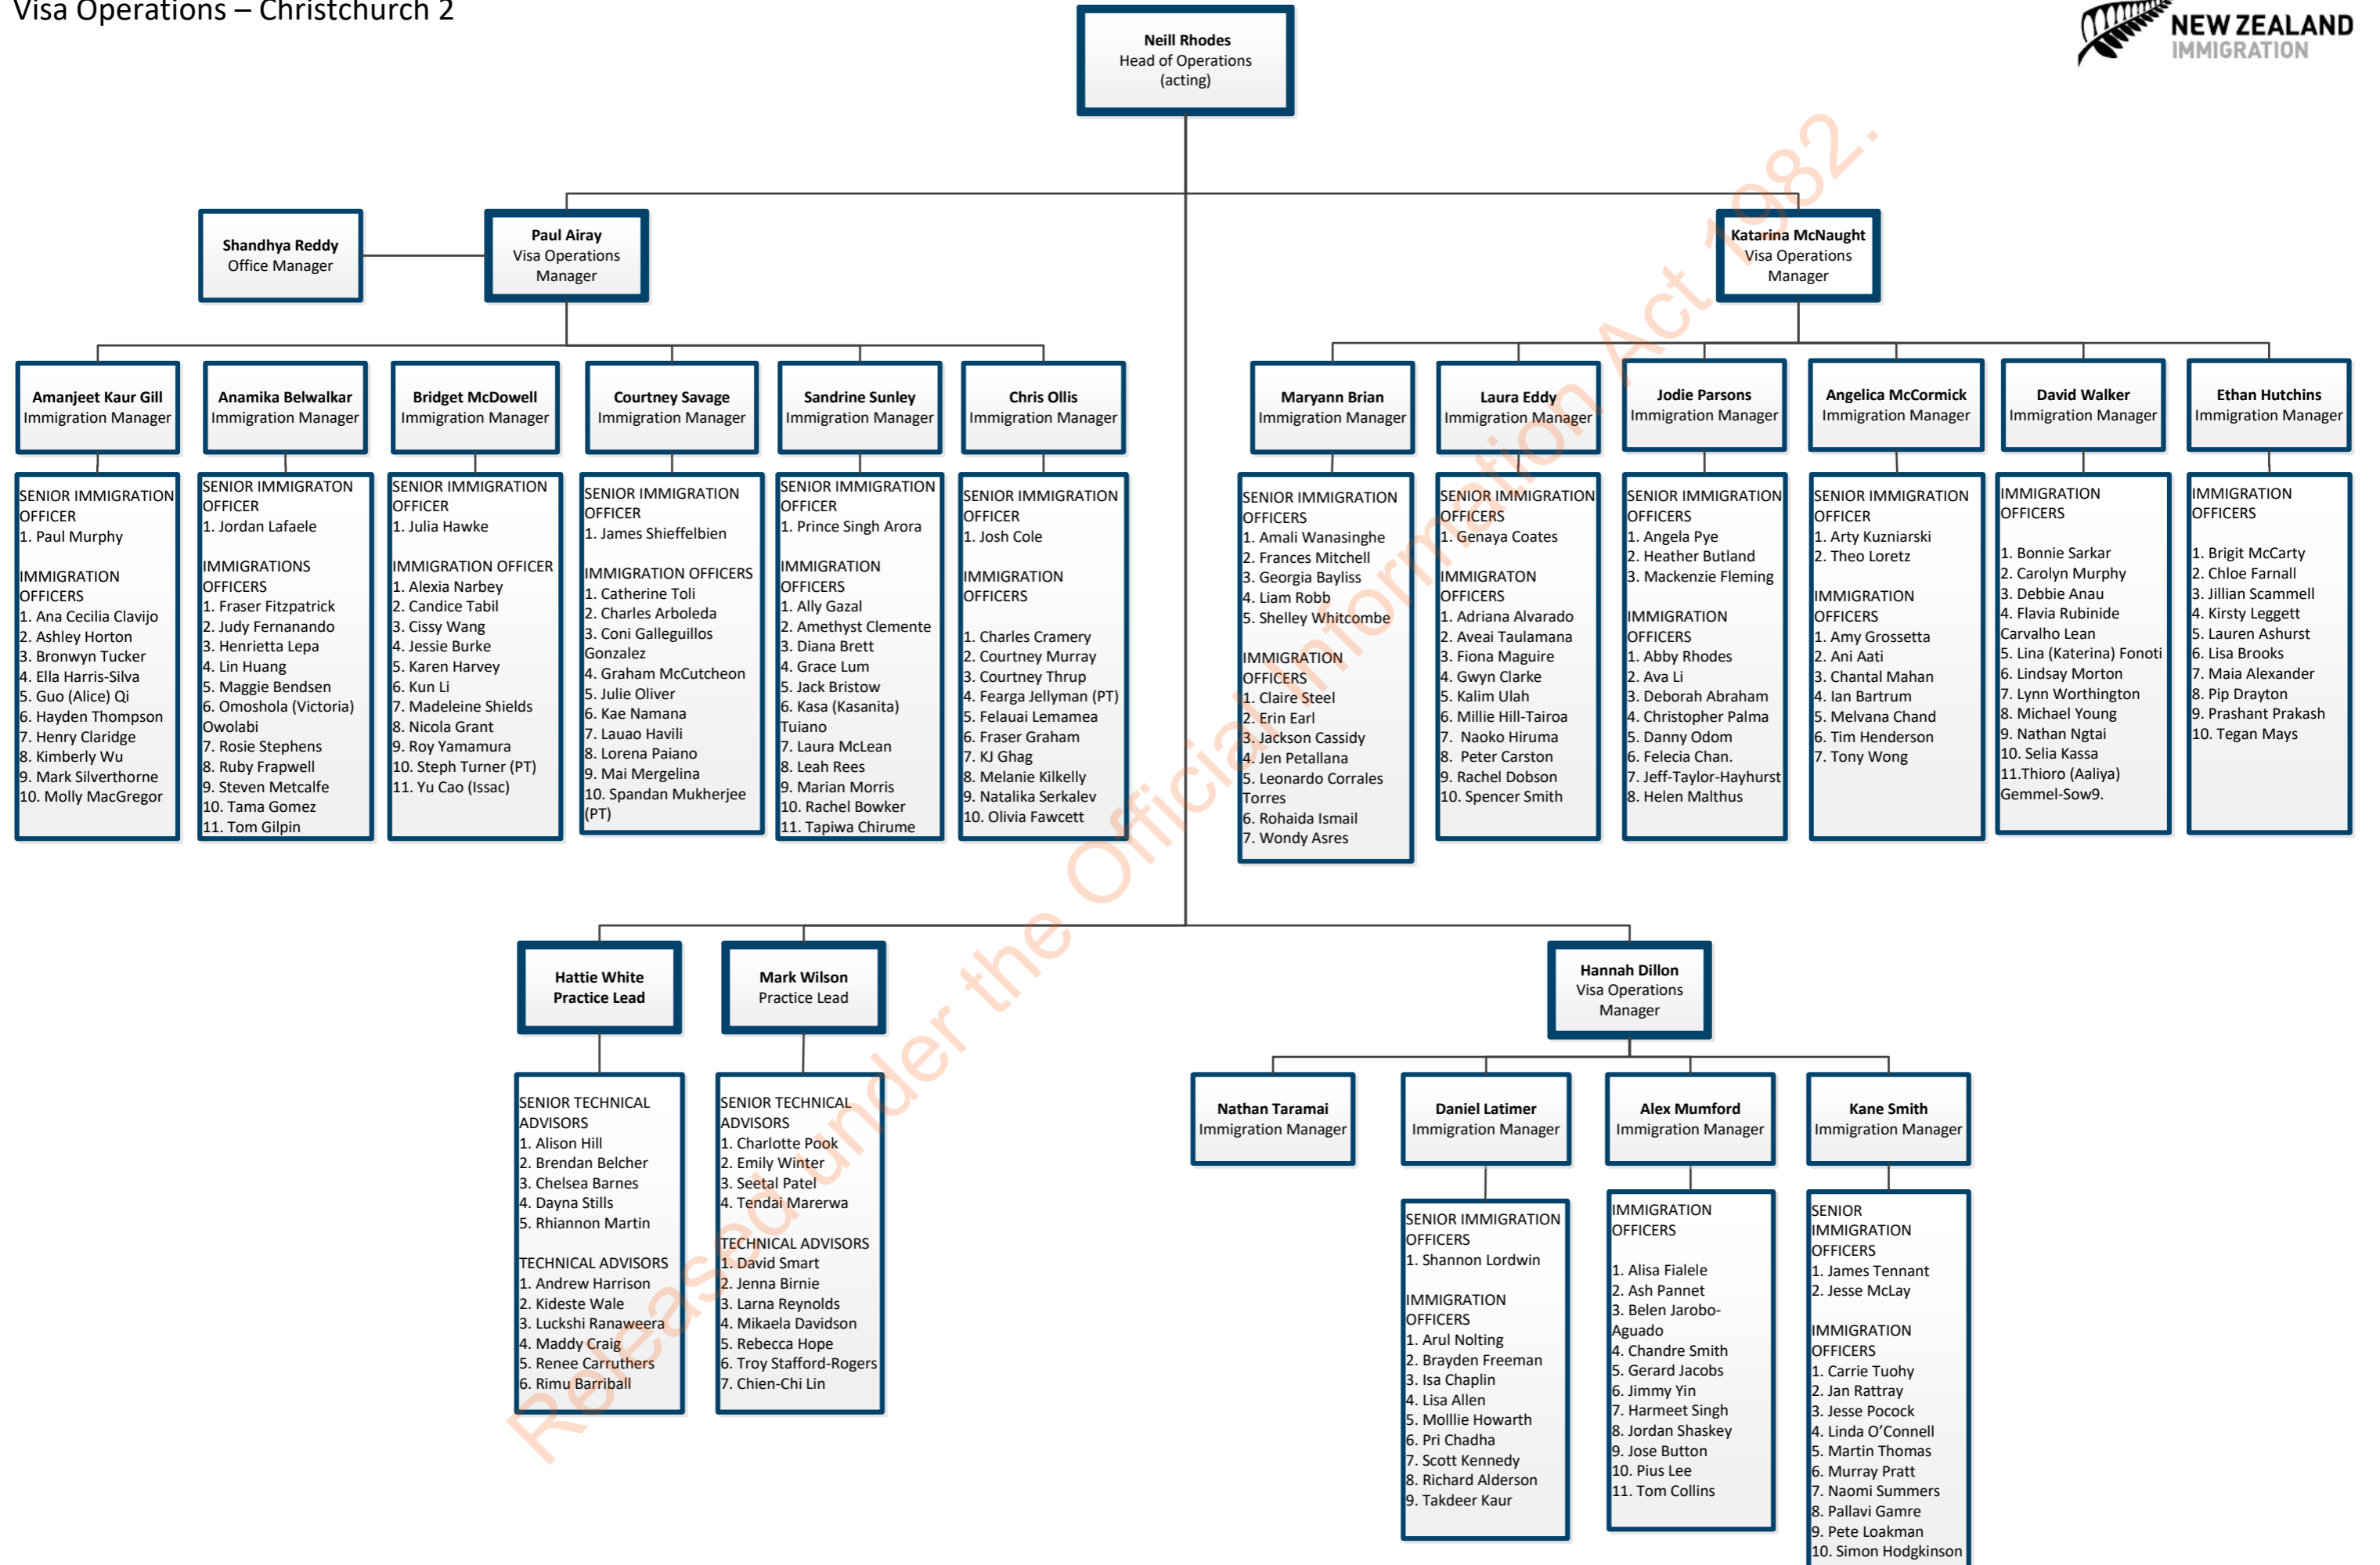 Visa Operations – Christchurch 2
NEW ZEALAND
IMMIGRATION
Neill Rhodes
Head of Operations
(acting)
Shandhya Reddy
Office Manager
Paul Airay
Visa Operations
Manager
Katarina McNaught
Visa Operations
Manager
Amanjeet Kaur Gill
Immigration Manager
Anamika Belwalkar
Immigration Manager
Bridget McDowell
Immigration Manager
Courtney Savage
Immigration Manager
Sandrine Sunley
Immigration Manager
Chris Ollis
Immigration Manager
Maryann Brian
Immigration Manager
Laura Eddy
Immigration Manager
Jodie Parsons
Immigration Manager
Angelica McCormick
Immigration Manager
David Walker
Immigration Manager
Ethan Hutchins
Immigration Manager
SENIOR IMMIGRATION
OFFICER
1. Paul Murphy
IMMIGRATION
OFFICERS
1. Ana Cecilia Clavijo
2. Ashley Horton
3. Bronwyn Tucker
4. Ella Harris-Silva
5. Guo (Alice) Qi
6. Hayden Thompson
7. Henry Claridge
8. Kimberly Wu
9. Mark Silverthorne
10. Molly MacGregor
SENIOR IMMIGRATON
OFFICER
1. Jordan Lafaele
IMMIGRATIONS
OFFICERS
1. Fraser Fitzpatrick
2. Judy Fernanando
3. Henrietta Lepa
4. Lin Huang
5. Maggie Bendsen
6. Omoshola (Victoria)
Owolabi
7. Rosie Stephens
8. Ruby Frapwell
9. Steven Metcalfe
10. Tama Gomez
11. Tom Gilpin
SENIOR IMMIGRATION
OFFICER
1. Julia Hawke
IMMIGRATION OFFICER
1. Alexia Narbey
2. Candice Tabil
3. Cissy Wang
4. Jessie Burke
5. Karen Harvey
6. Kun Li
7. Madeleine Shields
8. Nicola Grant
9. Roy Yamamura
10. Steph Turner (PT)
11. Yu Cao (Issac)
SENIOR IMMIGRATION
OFFICER
1. James Shieffelbien
IMMIGRATION OFFICERS
1. Catherine Toli
2. Charles Arboleda
3. Coni Galleguillos
Gonzalez
4. Graham McCutcheon
5. Julie Oliver
6. Kae Namana
7. Lauao Havili
8. Lorena Paiano
9. Mai Mergelina
10. Spandan Mukherjee
(PT)
SENIOR IMMIGRATION
OFFICER
1. Prince Singh Arora
IMMIGRATION
OFFICERS
1. Ally Gazal
2. Amethyst Clemente
3. Diana Brett
4. Grace Lum
5. Jack Bristow
6. Kasa (Kasanita)
Tuiano
7. Laura McLean
8. Leah Rees
9. Marian Morris
10. Rachel Bowker
11. Tapiwa Chirume
SENIOR IMMIGRATION
OFFICER
1. Josh Cole
IMMIGRATION
OFFICERS
1. Charles Cramery
2. Courtney Murray
3. Courtney Thrup
4. Fearga Jellyman (PT)
5. Felauai Lemamea
6. Fraser Graham
7. KJ Ghag
8. Melanie Kilkelly
9. Natalika Serkalev
10. Olivia Fawcett
SENIOR IMMIGRATION
OFFICERS
1. Amali Wanasinghe
2. Frances Mitchell
3. Georgia Bayliss
4. Liam Robb
5. Shelley Whitcombe
IMMIGRATION
OFFICERS
1. Claire Steel
2. Erin Earl
3. Jackson Cassidy
4. Jen Petallana
5. Leonardo Corrales
Torres
6. Rohaida Ismail
7. Wondy Asres
SENIOR IMMIGRATION
OFFICERS
1. Genaya Coates
IMMIGRATON
OFFICERS
1. Adriana Alvarado
2. Aveai Taulamana
3. Fiona Maguire
4. Gwyn Clarke
5. Kalim Ulah
6. Millie Hill-Tairoa
7. Naoko Hiruma
8. Peter Carston
9. Rachel Dobson
10. Spencer Smith
SENIOR IMMIGRATION
OFFICERS
1. Angela Pye
2. Heather Butland
3. Mackenzie Fleming
IMMIGRATION
OFFICERS
1. Abby Rhodes
2. Ava Li
3. Deborah Abraham
4. Christopher Palma
5. Danny Odom
6. Felecia Chan.
7. Jeff-Taylor-Hayhurst
8. Helen Malthus
SENIOR IMMIGRATION
OFFICER
1. Arty Kuzniarski
2. Theo Loretz
IMMIGRATION
OFFICERS
1. Amy Grossetta
2. Ani Aati
3. Chantal Mahan
4. Ian Bartrum
5. Melvana Chand
6. Tim Henderson
7. Tony Wong
IMMIGRATION
OFFICERS
1. Bonnie Sarkar
2. Carolyn Murphy
3. Debbie Anau
4. Flavia Rubinide
Carvalho Lean
5. Lina (Katerina) Fonoti
6. Lindsay Morton
7. Lynn Worthington
8. Michael Young
9. Nathan Ngtai
10. Selia Kassa
11.Thioro (Aaliya)
Gemmel-Sow9.
IMMIGRATION
OFFICERS
1. Brigit McCarty
2. Chloe Farnall
3. Jillian Scammell
4. Kirsty Leggett
5. Lauren Ashurst
6. Lisa Brooks
7. Maia Alexander
8. Pip Drayton
9. Prashant Prakash
10. Tegan Mays
Hattie White
Practice Lead
Mark Wilson
Practice Lead
Hannah Dillon
Visa Operations
Manager
SENIOR TECHNICAL
ADVISORS
1. Alison Hill
2. Brendan Belcher
3. Chelsea Barnes
4. Dayna Stills
5. Rhiannon Martin
TECHNICAL ADVISORS
1. Andrew Harrison
2. Kideste Wale
3. Luckshi Ranaweera
4. Maddy Craig
5. Renee Carruthers
6. Rimu Barriball
SENIOR TECHNICAL
ADVISORS
1. Charlotte Pook
2. Emily Winter
3. Seetal Patel
4. Tendai Marerwa
TECHNICAL ADVISORS
1. David Smart
2. Jenna Birnie
3. Larna Reynolds
4. Mikaela Davidson
5. Rebecca Hope
6. Troy Stafford-Rogers
7. Chien-Chi Lin
Nathan Taramai
Immigration Manager
Daniel Latimer
Immigration Manager
Alex Mumford
Immigration Manager
Kane Smith
Immigration Manager
SENIOR IMMIGRATION
OFFICERS
1. Shannon Lordwin
IMMIGRATION
OFFICERS
1. Arul Nolting
2. Brayden Freeman
3. Isa Chaplin
4. Lisa Allen
5. Molllie Howarth
6. Pri Chadha
7. Scott Kennedy
8. Richard Alderson
9. Takdeer Kaur
IMMIGRATION
OFFICERS
1. Alisa Fialele
2. Ash Pannet
3. Belen Jarobo-
Aguado
4. Chandre Smith
5. Gerard Jacobs
6. Jimmy Yin
7. Harmeet Singh
8. Jordan Shaskey
9. Jose Button
10. Pius Lee
11. Tom Collins
SENIOR
IMMIGRATION
OFFICERS
1. James Tennant
2. Jesse McLay
IMMIGRATION
OFFICERS
1. Carrie Tuohy
2. Jan Rattray
3. Jesse Pocock
4. Linda O’Connell
5. Martin Thomas
6. Murray Pratt
7. Naomi Summers
8. Pallavi Gamre
9. Pete Loakman
10. Simon Hodgkinson
Released under the Official Information Act 1982.